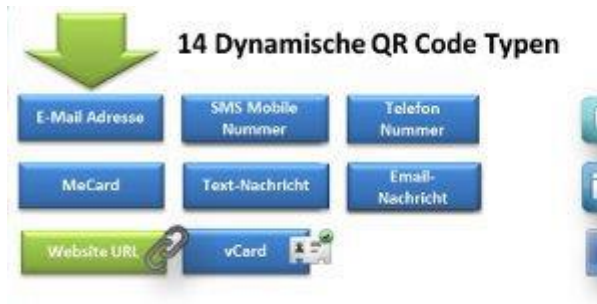 14 Dynamische QR Code Typen
E-Mail Adresse
SMS Mobile
Nummer
Telefon
Nummer
MeCard
Text-Nachricht
Email-
Nachricht
Website URL
vCard